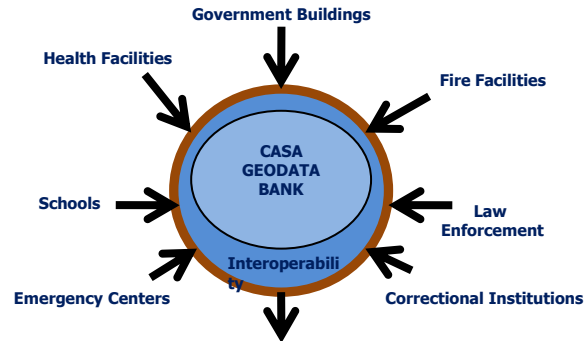 Government Buildings
Health Facilities
Fire Facilities
CASA
GEODATA
BANK
Schools
Law
Enforcement
Interoperabili
ty
Emergency Centers
Correctional Institutions